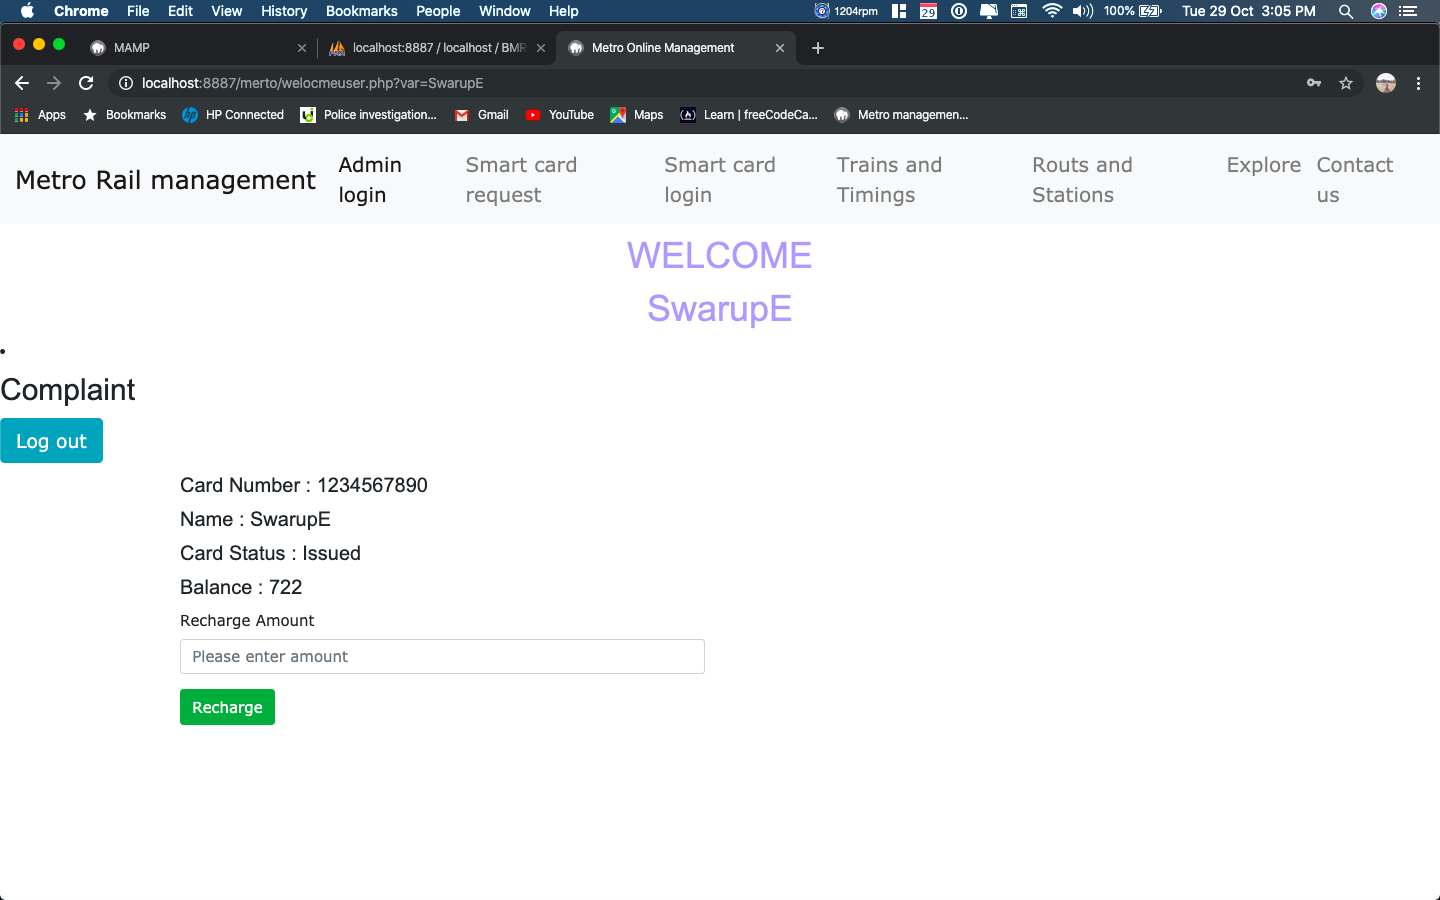 Chrome File Edit View History Bookmarks People Window Help 1204rpm 29 100% Tue 29 Oct 3:05 PM
MAMP localhost:8887 / localhost / BMR Metro Online Management
localhost:8887/merto/welocmeuser.php?var=SwarupE
Apps Bookmarks HP Connected Police investigation... Gmail YouTube Maps Learn | freeCodeCa... Metro managemen...
Metro Rail management
Admin
login
Smart card
request
Smart card
login
Trains and
Timings
Routs and
Stations
Explore
Contact
us
WELCOME
SwarupE
Complaint
Log out
Card Number : 1234567890
Name : SwarupE
Card Status : Issued
Balance : 722
Recharge Amount
Please enter amount
Recharge